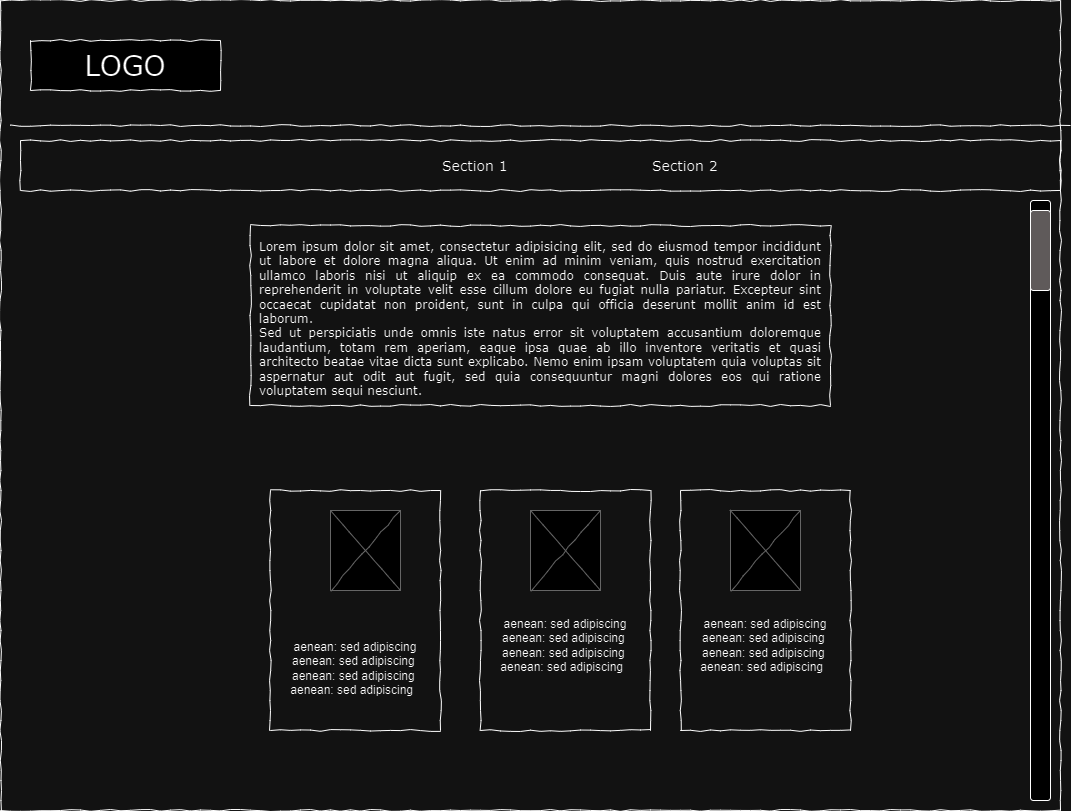 LOGO
Section 1
Section 2
Lorem ipsum dolor sit amet, consectetur adipisicing elit, sed do eiusmod tempor incididunt
ut labore et dolore magna aliqua. Ut enim ad minim veniam, quis nostrud exercitation
ullamco laboris nisi ut aliquip ex ea commodo consequat. Duis aute irure dolor in
reprehenderit in voluptate velit esse cillum dolore eu fugiat nulla pariatur. Excepteur sint
occaecat cupidatat non proident, sunt in culpa qui officia deserunt mollit anim id est
laborum.
Sed ut perspiciatis unde omnis iste natus error sit voluptatem accusantium doloremque
laudantium, totam rem aperiam, eaque ipsa quae ab illo inventore veritatis et quasi
architecto beatae vitae dicta sunt explicabo. Nemo enim ipsam voluptatem quia voluptas sit
aspernatur aut odit aut fugit, sed quia consequuntur magni dolores eos qui ratione
voluptatem sequi nesciunt.
aenean: sed adipiscing
aenean: sed adipiscing
aenean: sed adipiscing
aenean: sed adipiscing
aenean: sed adipiscing
aenean: sed adipiscing
aenean: sed adipiscing
aenean: sed adipiscing
aenean: sed adipiscing
aenean: sed adipiscing
aenean: sed adipiscing
aenean: sed adipiscing